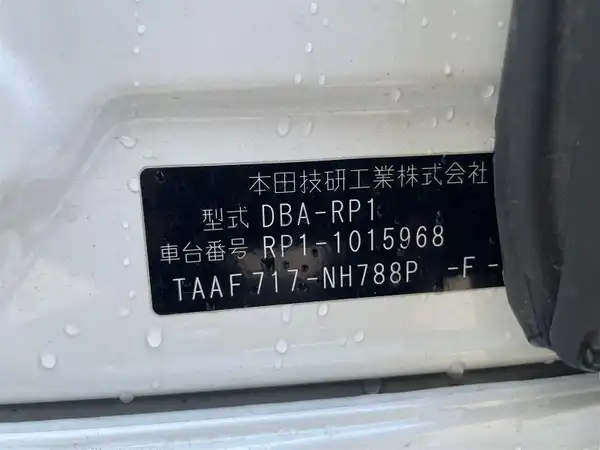 本田技研工業株式会社
型式 DBA-RP1
車台番号 RP1-1015968
TAAF717-NH788P -F-